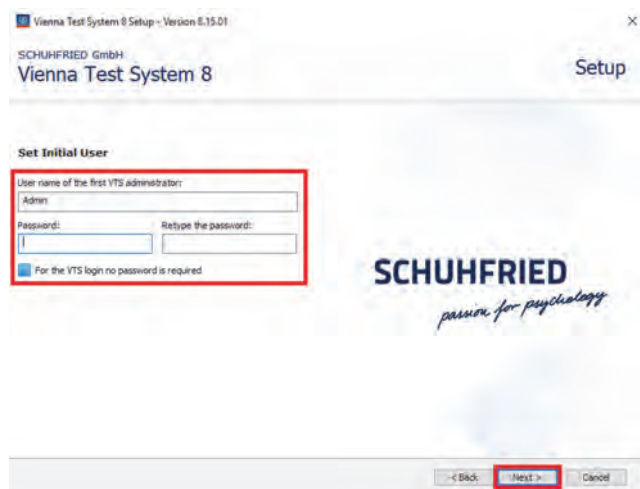 Vienna Test System 8 Setup - Version 8.15.01
SCHUHFRIED GmbH
Vienna Test System 8
Setup
Set Initial User
User name of the first VTS administrator:
Admin
Password: Retype the password:
For the VTS login no password is required
SCHUHFRIED
passion for psychology
< Back Next > Cancel